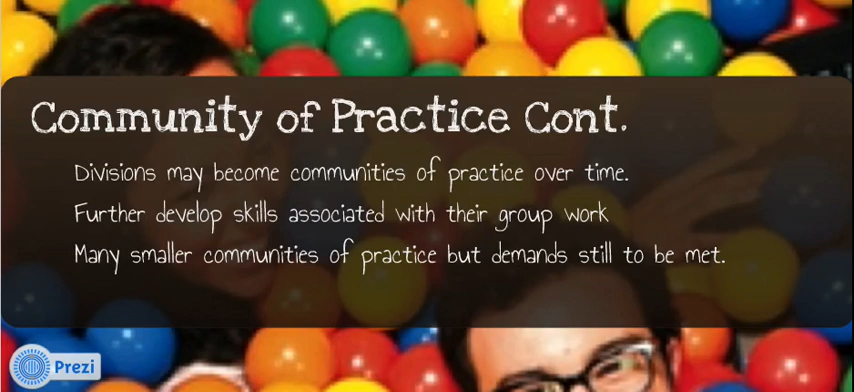 Community of Practice Cont.
Divisions may become communities of practice over time.
Further develop skills associated with their group work
Many smaller communities of practice but demands still to be met.
Prezi